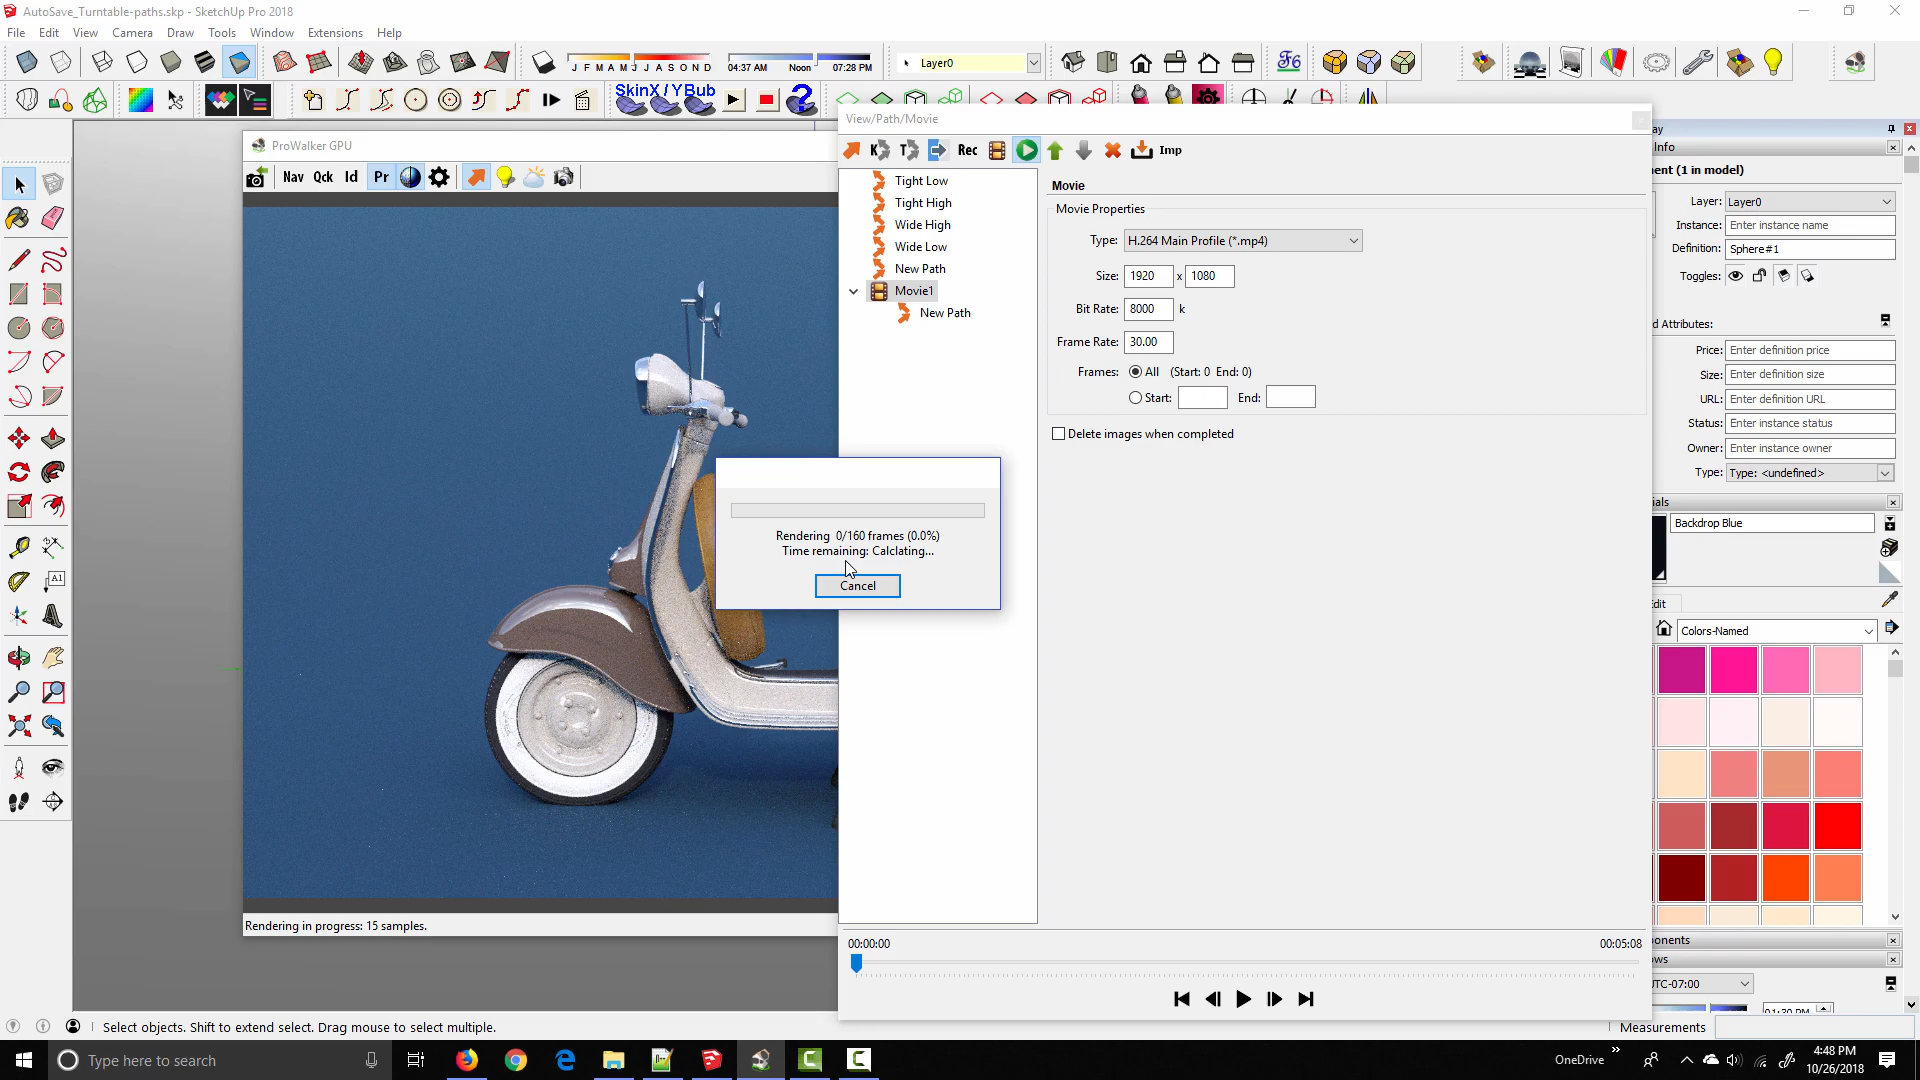 AutoSave_Turntable-paths.skp - SketchUp Pro 2018
File Edit View Camera Draw Tools Window Extensions Help
J F M A M J J A S O N D
04:37 AM Noon 07:28 PM
Layer0
SkinX / YBub
View/Path/Movie
ProWalker GPU
Nav Qck Id Pr
K T Rec Imp
Tight Low
Tight High
Wide High
Wide Low
New Path
Movie1
New Path
Movie
Movie Properties
Type: H.264 Main Profile (*.mp4)
Size: 1920 x 1080
Bit Rate: 8000 k
Frame Rate: 30.00
Frames: All (Start: 0 End: 0)
Start: End:
Delete images when completed
Rendering 0/160 frames (0.0%)
Time remaining: Calclating...
Cancel
Rendering in progress: 15 samples.
00:00:00 00:05:08
ay
Info
ent (1 in model)
Layer: Layer0
Instance: Enter instance name
Definition: Sphere#1
Toggles:
d Attributes:
Price: Enter definition price
Size: Enter definition size
URL: Enter definition URL
Status: Enter instance status
Owner: Enter instance owner
Type: Type: <undefined>
ials
Backdrop Blue
dit
Colors-Named
onents
ows
UTC-07:00
01:30 PM
A1
Select objects. Shift to extend select. Drag mouse to select multiple.
Measurements
Type here to search
OneDrive
4:48 PM
10/26/2018